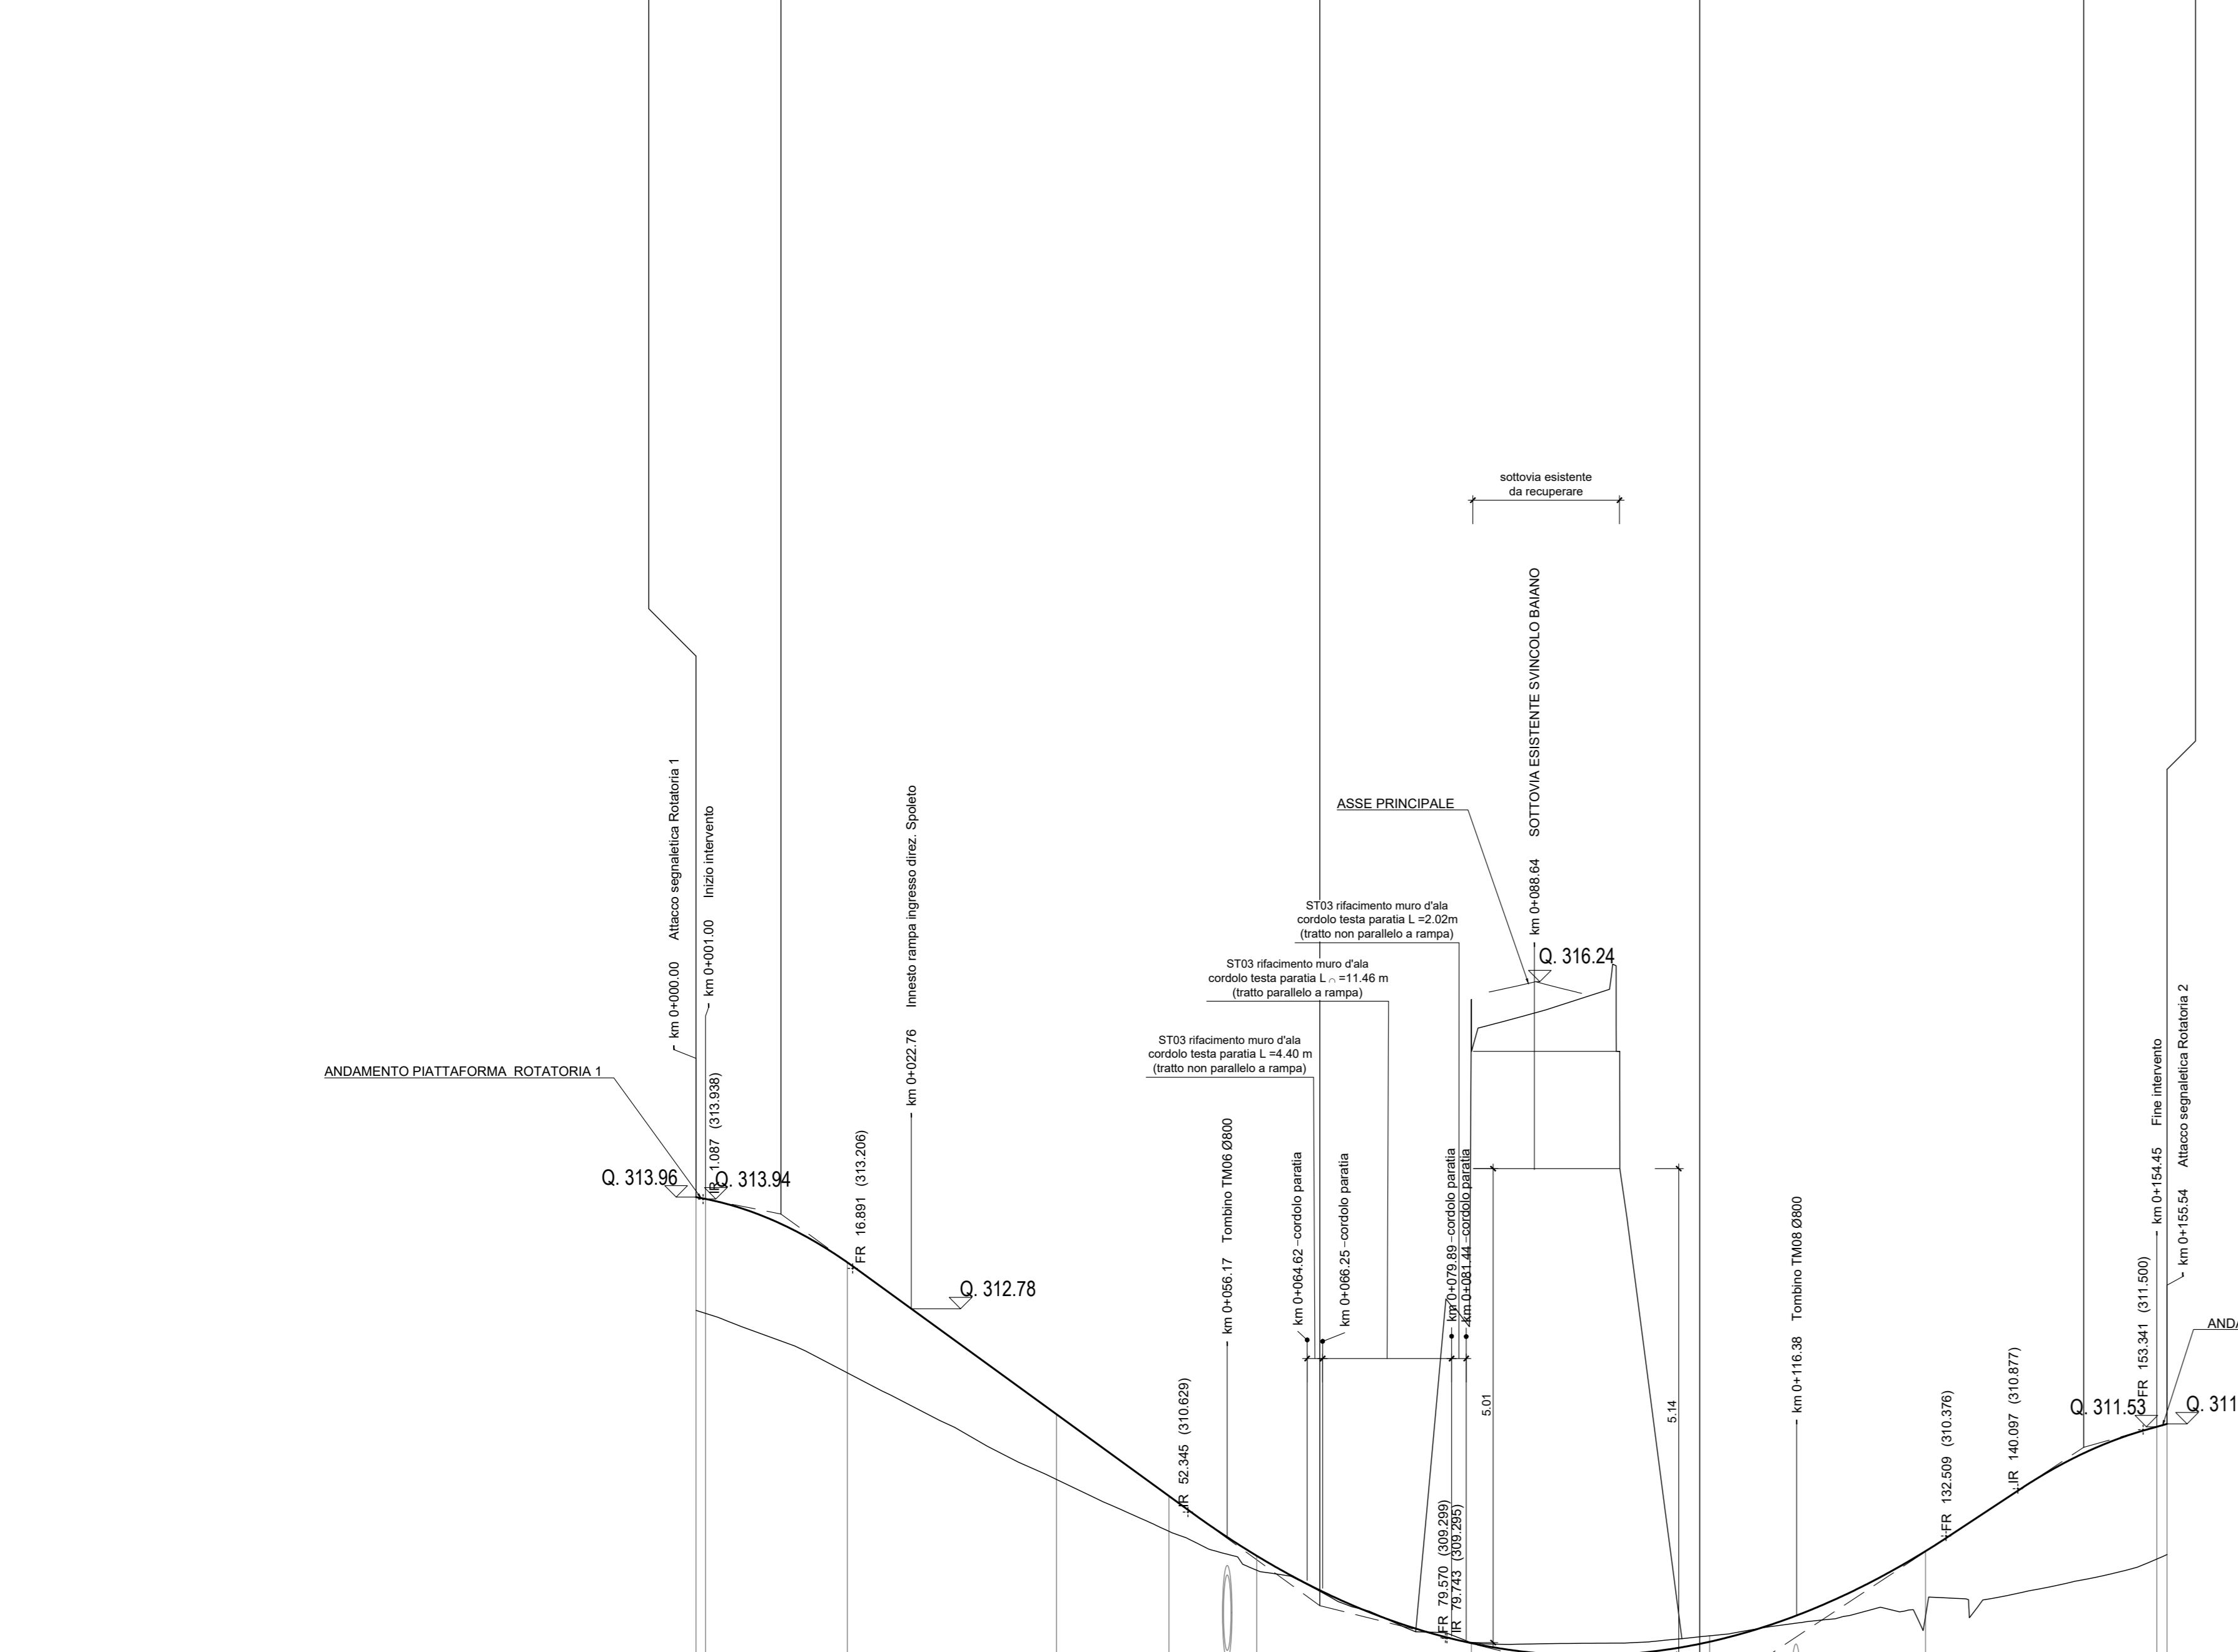 sottovia esistente
da recuperare
km 0+088.64 SOTTOVIA ESISTENTE SVINCOLO BAIANO
ASSE PRINCIPALE
Q. 316.24
ST03 rifacimento muro d'ala
cordolo testa paratia L =2.02m
(tratto non parallelo a rampa)
ST03 rifacimento muro d'ala
cordolo testa paratia L ⌒ =11.46 m
(tratto parallelo a rampa)
ST03 rifacimento muro d'ala
cordolo testa paratia L =4.40 m
(tratto non parallelo a rampa)
km 0+000.00 Attacco segnaletica Rotatoria 1
km 0+001.00 Inizio intervento
ANDAMENTO PIATTAFORMA ROTATORIA 1
IR 1.087 (313.938)
Q. 313.96
Q. 313.94
FR 16.891 (313.206)
km 0+022.76 Innesto rampa ingresso direz. Spoleto
Q. 312.78
IR 52.345 (310.629)
km 0+056.17 Tombino TM06 Ø800
km 0+064.62 –cordolo paratia
km 0+066.25 –cordolo paratia
km 0+079.89 –cordolo paratia
km 0+081.44 –cordolo paratia
FR 79.570 (309.299)
IR 79.743 (309.295)
5.01
5.14
km 0+116.38 Tombino TM08 Ø800
FR 132.509 (310.376)
IR 140.097 (310.877)
FR 153.341 (311.500)
km 0+154.45 Fine intervento
km 0+155.54 Attacco segnaletica Rotatoria 2
Q. 311.53
Q. 311
ANDA